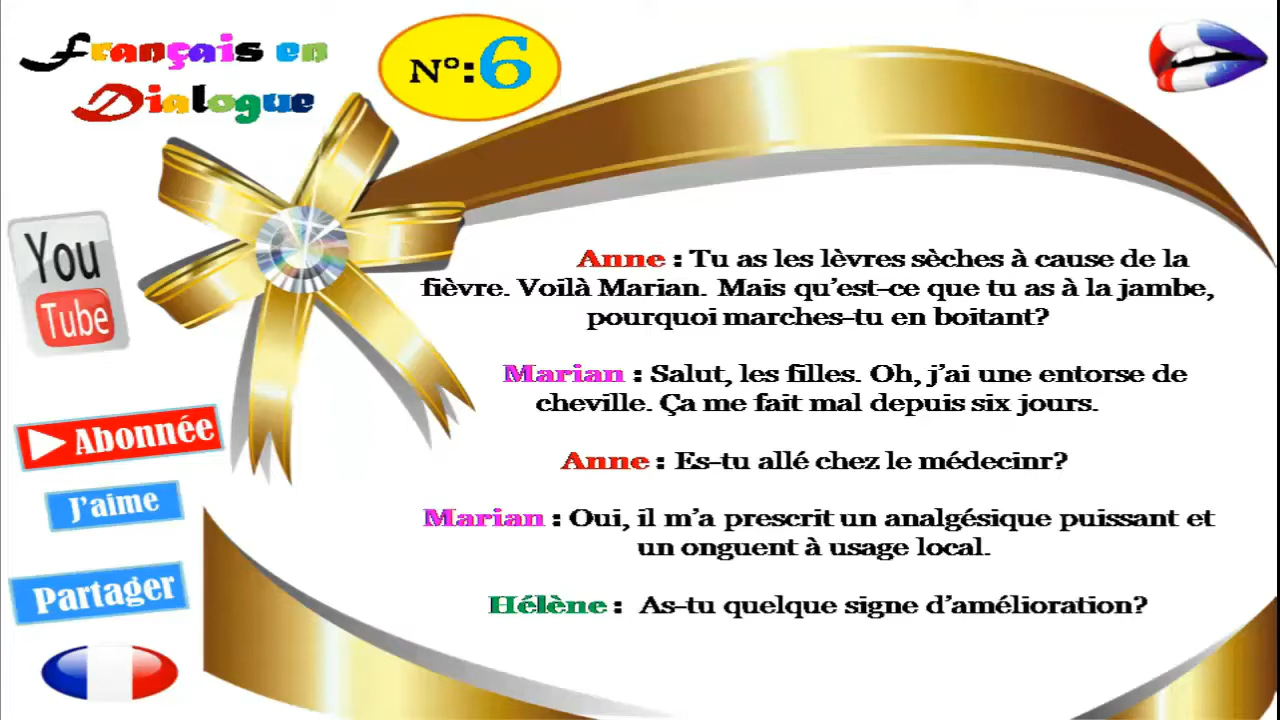 Français en
Dialogue
N°:6
You
Tube
Anne : Tu as les lèvres sèches à cause de la
fièvre. Voilà Marian. Mais qu'est-ce que tu as à la jambe,
pourquoi marches-tu en boitant?
Marian : Salut, les filles. Oh, j'ai une entorse de
cheville. Ça me fait mal depuis six jours.
Anne : Es-tu allé chez le médecinr?
Marian : Oui, il m'a prescrit un analgésique puissant et
un onguent à usage local.
Hélène : As-tu quelque signe d'amélioration?
Abonnée
J'aime
Partager